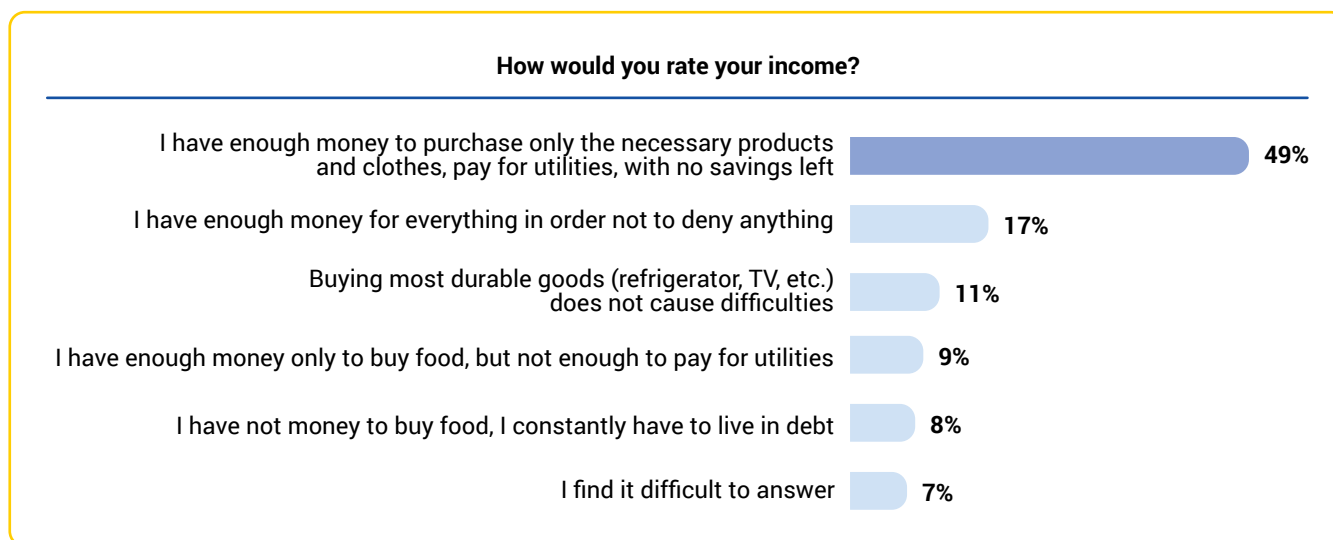 How would you rate your income?
I have enough money to purchase only the necessary products
and clothes, pay for utilities, with no savings left
49%
I have enough money for everything in order not to deny anything
17%
Buying most durable goods (refrigerator, TV, etc.)
does not cause difficulties
11%
I have enough money only to buy food, but not enough to pay for utilities
9%
I have not money to buy food, I constantly have to live in debt
8%
I find it difficult to answer
7%